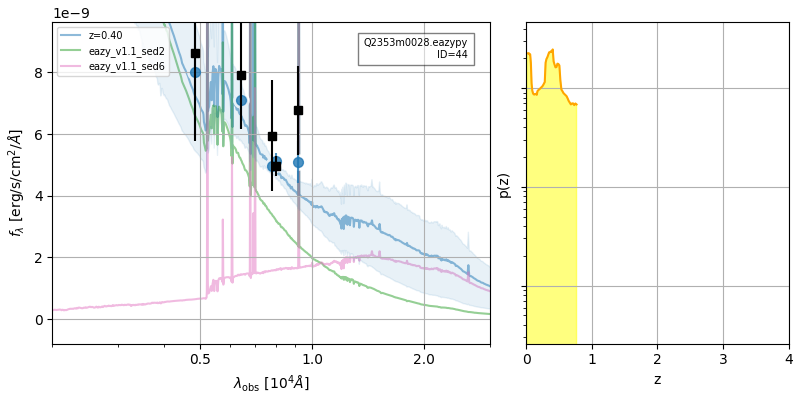 1e−9
z=0.40
eazy_v1.1_sed2
eazy_v1.1_sed6
Q2353m0028.eazypy
ID=44
8
6
4
2
0
f_λ [erg/s/cm²/Å]
0.5
1.0
2.0
λ_obs [10⁴Å]
p(z)
0
1
2
3
4
z